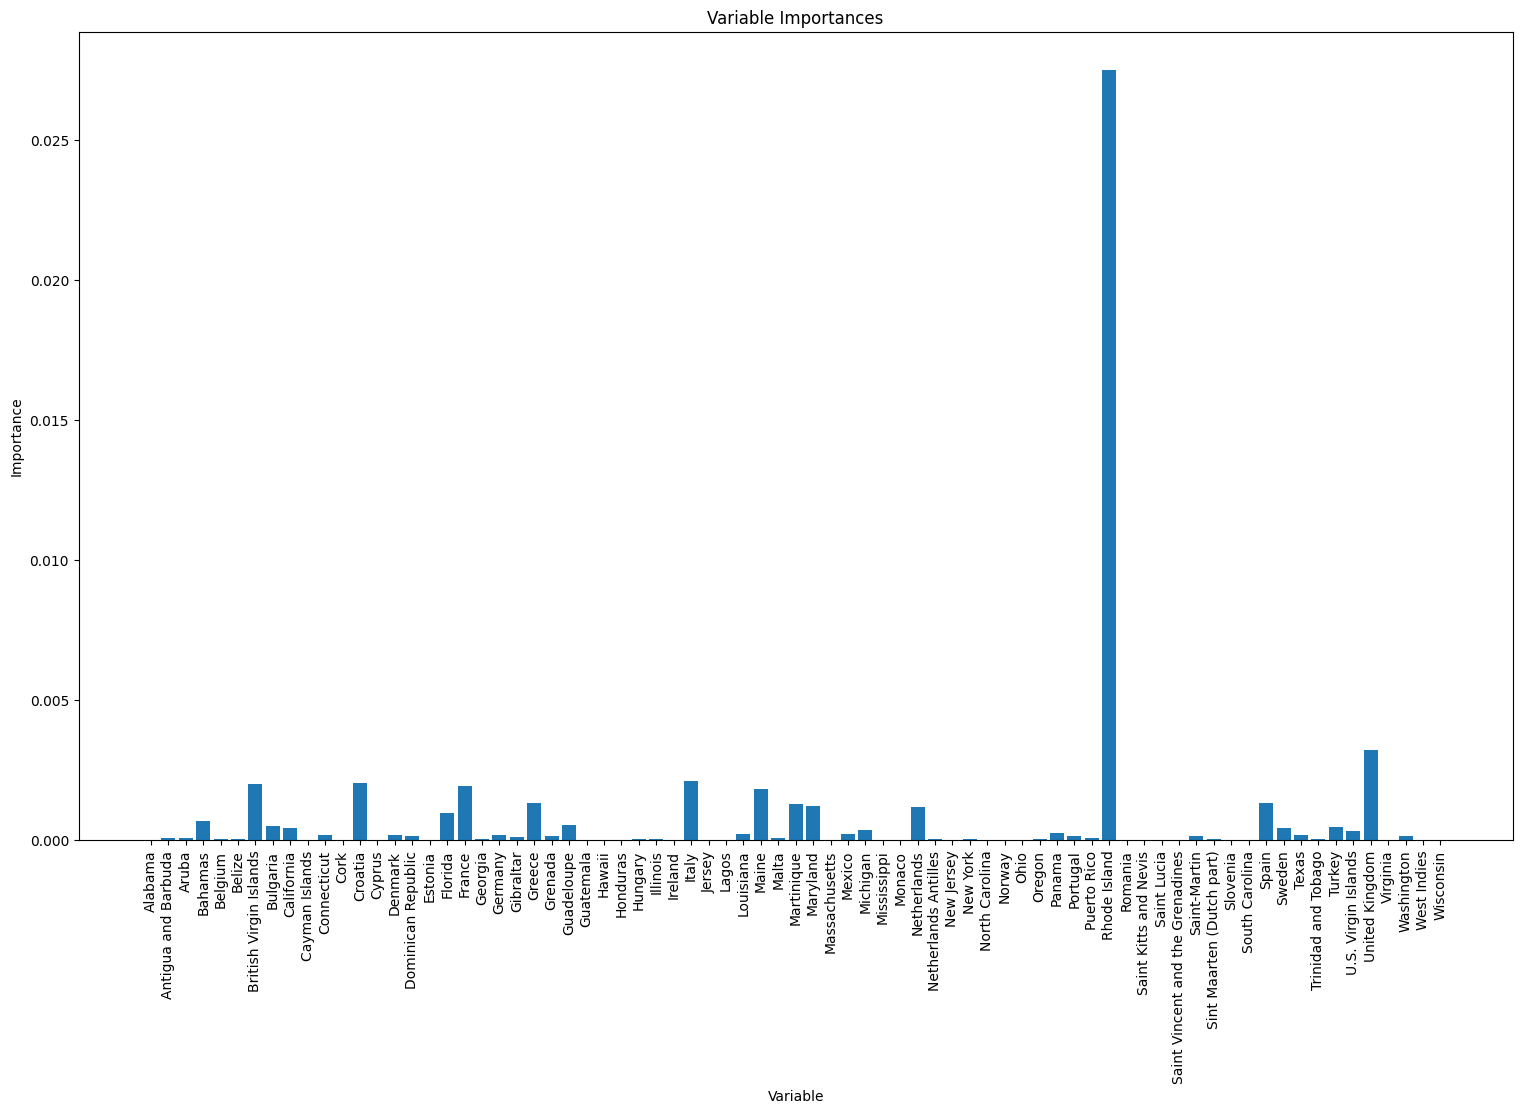 Variable Importances
Importance
0.025
0.020
0.015
0.010
0.005
0.000
Alabama
Antigua and Barbuda
Aruba
Bahamas
Belgium
Belize
British Virgin Islands
Bulgaria
California
Cayman Islands
Connecticut
Cork
Croatia
Cyprus
Denmark
Dominican Republic
Estonia
Florida
France
Georgia
Germany
Gibraltar
Greece
Grenada
Guadeloupe
Guatemala
Hawaii
Honduras
Hungary
Illinois
Ireland
Italy
Jersey
Lagos
Louisiana
Maine
Malta
Martinique
Maryland
Massachusetts
Mexico
Michigan
Mississippi
Monaco
Netherlands
Netherlands Antilles
New Jersey
New York
North Carolina
Norway
Ohio
Oregon
Panama
Portugal
Puerto Rico
Rhode Island
Romania
Saint Kitts and Nevis
Saint Lucia
Saint Vincent and the Grenadines
Saint-Martin
Sint Maarten (Dutch part)
Slovenia
South Carolina
Spain
Sweden
Texas
Trinidad and Tobago
Turkey
U.S. Virgin Islands
United Kingdom
Virginia
Washington
West Indies
Wisconsin
Variable